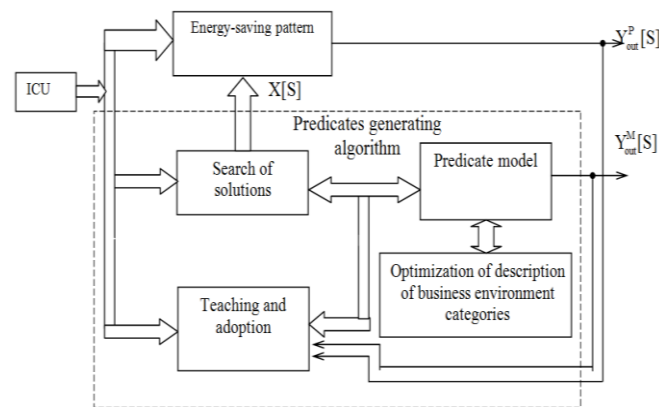 Energy-saving pattern
Y^P_out[S]
ICU
X[S]
Predicates generating
algorithm
Y^M_out[S]
Search of
solutions
Predicate model
Optimization of description
of business environment
categories
Teaching and
adoption